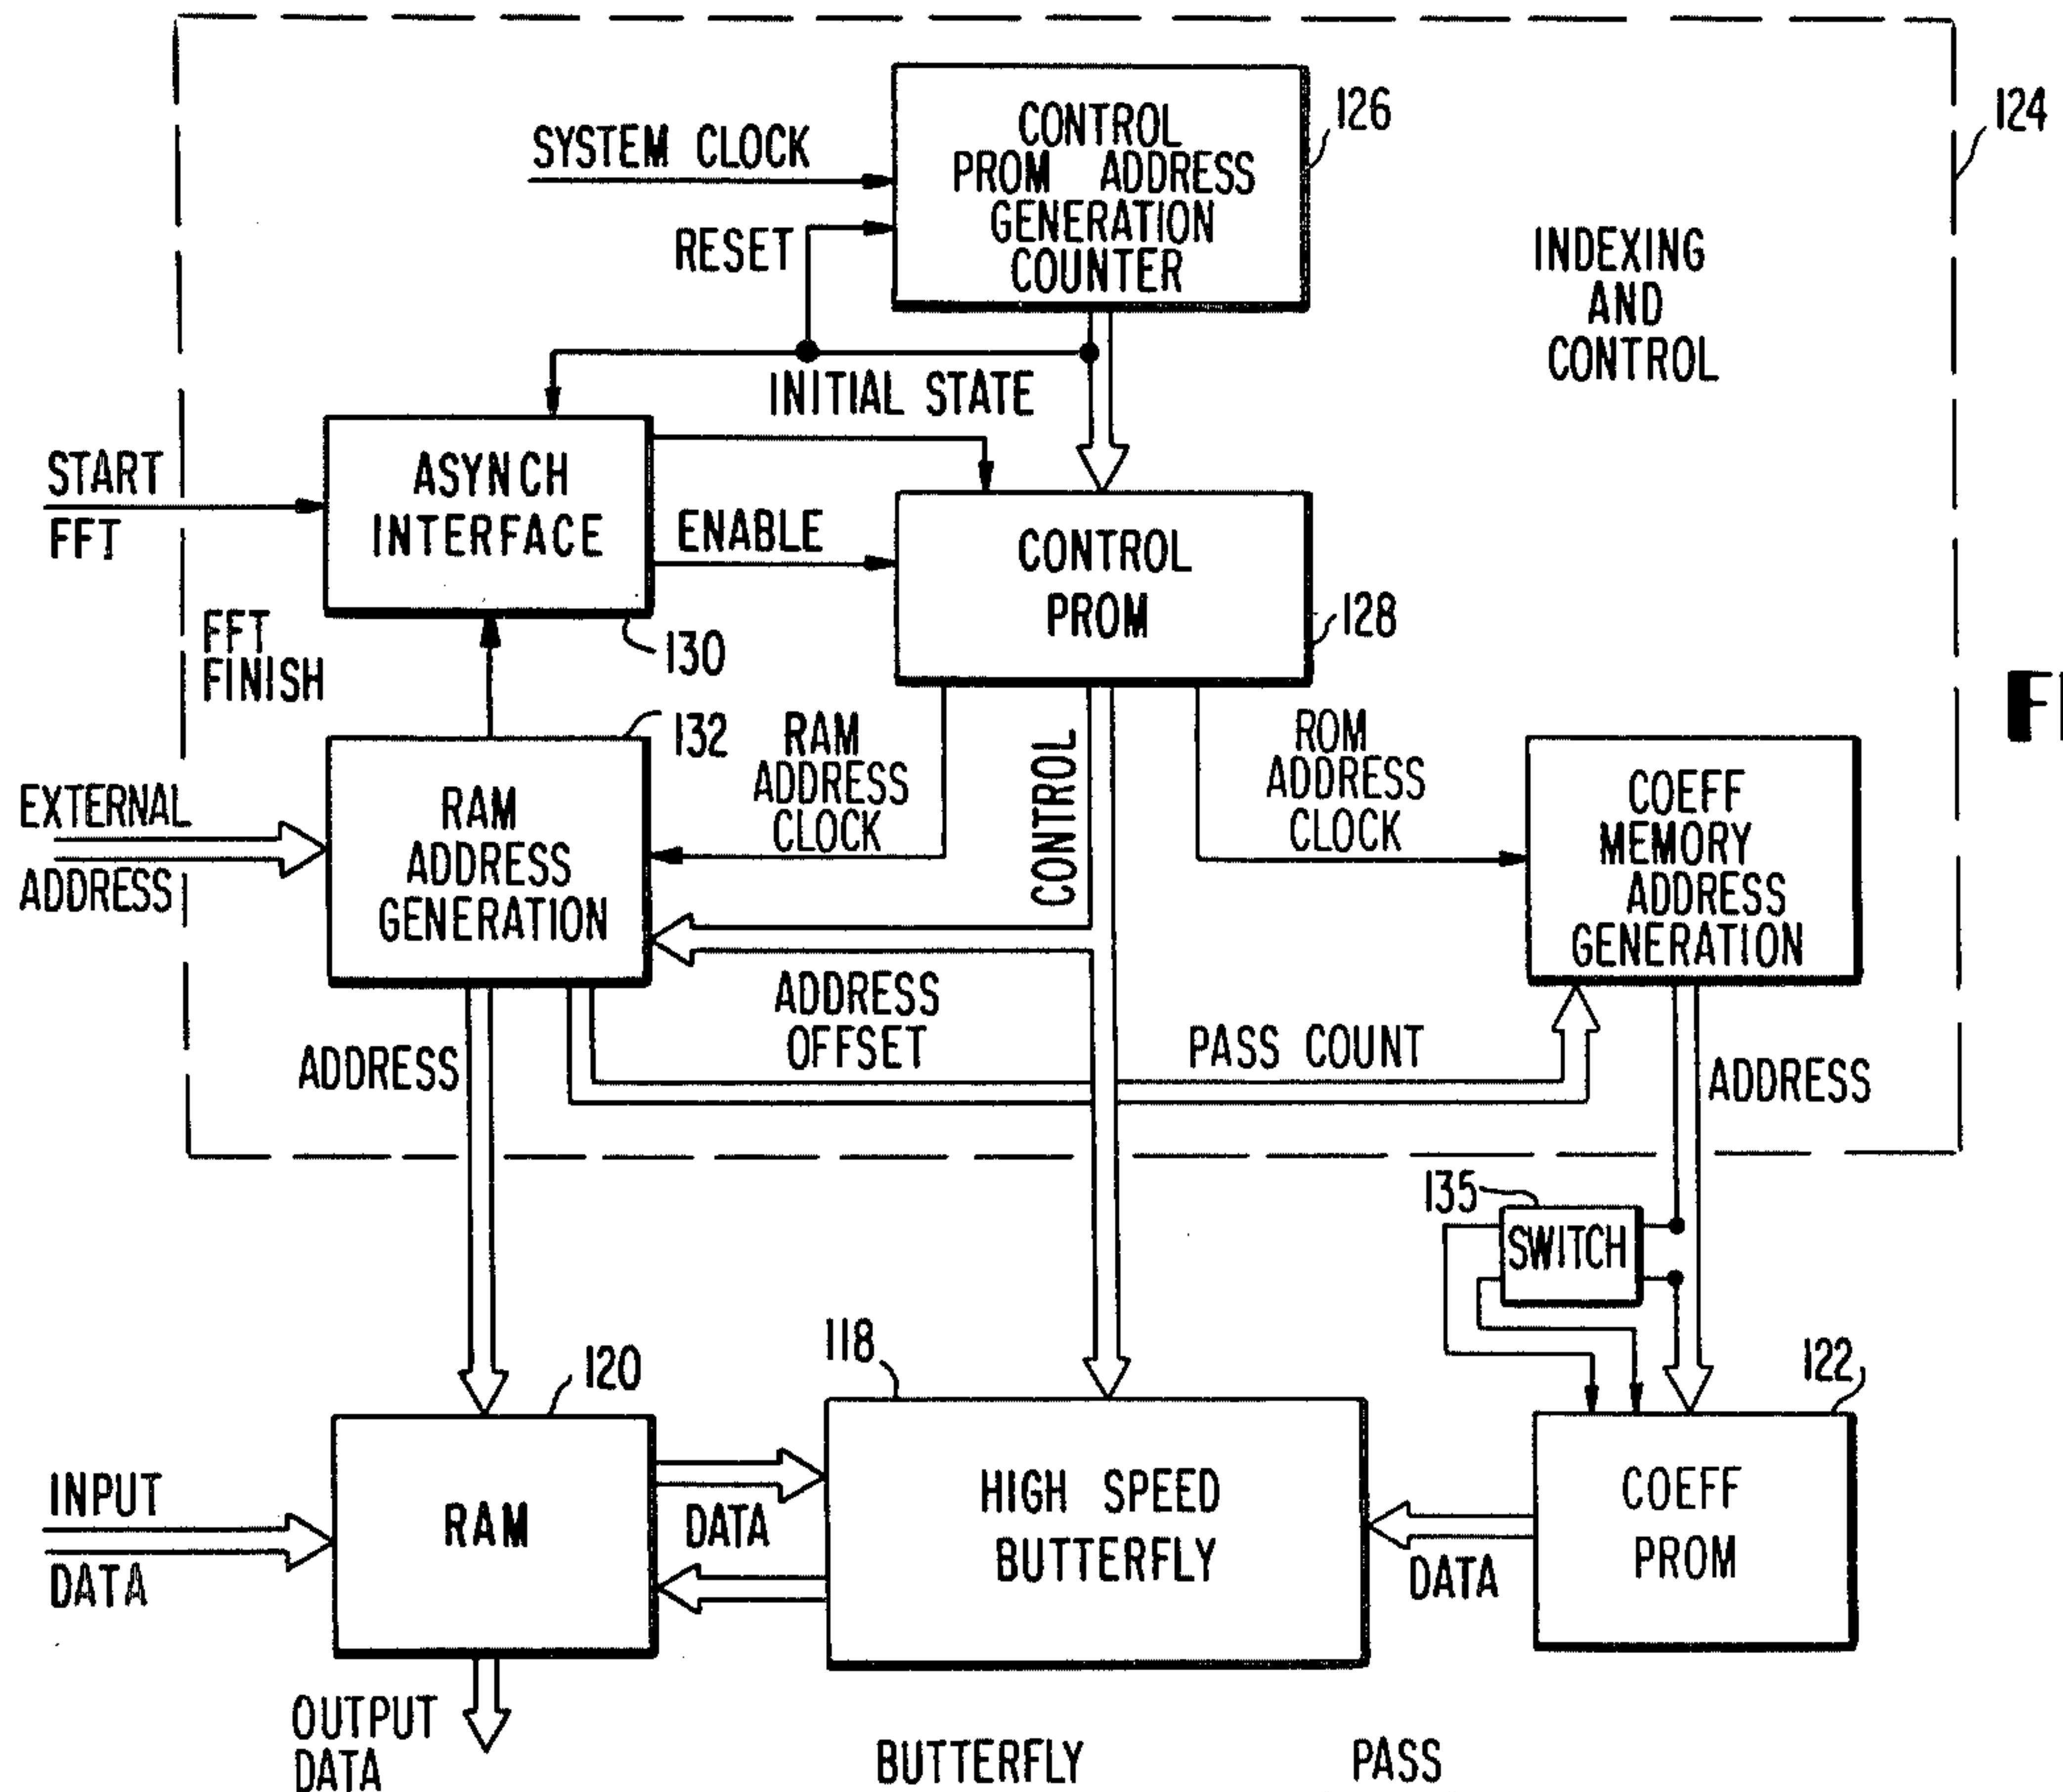 CONTROL
PROM ADDRESS
GENERATION
COUNTER
126
124
SYSTEM CLOCK
RESET
INDEXING
AND
CONTROL
INITIAL STATE
START
FFT
ASYNCH
INTERFACE
130
ENABLE
CONTROL
PROM
128
FFT
FINISH
132
RAM
ADDRESS
CLOCK
CONTROL
ROM
ADDRESS
CLOCK
EXTERNAL
ADDRESS
RAM
ADDRESS
GENERATION
COEFF
MEMORY
ADDRESS
GENERATION
ADDRESS
OFFSET
PASS COUNT
ADDRESS
ADDRESS
135
SWITCH
120
118
122
INPUT
DATA
RAM
DATA
HIGH SPEED
BUTTERFLY
DATA
COEFF
PROM
OUTPUT
DATA
BUTTERFLY PASS